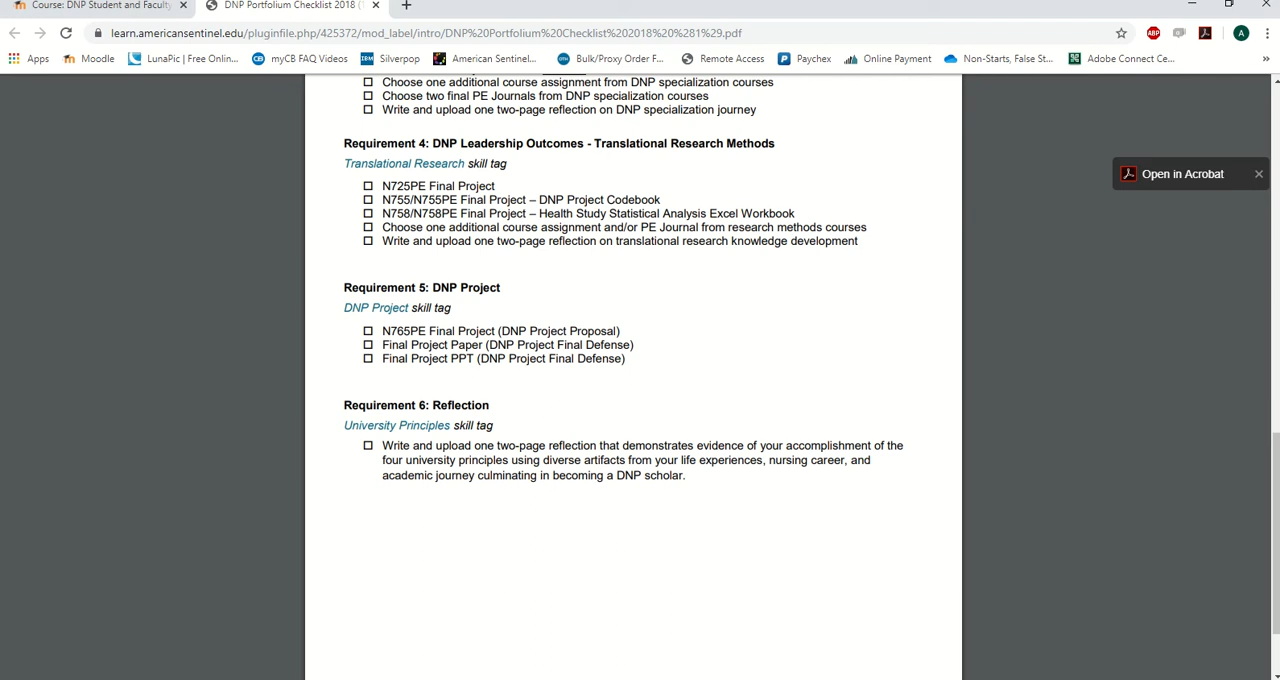 Course: DNP Student and Faculty
DNP Portfolium Checklist 2018 (
learn.americansentinel.edu/pluginfile.php/425372/mod_label/intro/DNP%20Portfolium%20Checklist%202018%20%281%29.pdf
ABP
A
Apps
Moodle
LunaPic | Free Onlin...
CB
myCB FAQ Videos
IBM
Silverpop
American Sentinel...
Bulk/Proxy Order F...
Remote Access
Paychex
Online Payment
Non-Starts, False St...
Adobe Connect Ce...
»
Choose one additional course assignment from DNP specialization courses
Choose two final PE Journals from DNP specialization courses
Write and upload one two-page reflection on DNP specialization journey
Requirement 4: DNP Leadership Outcomes - Translational Research Methods
Translational Research skill tag
N725PE Final Project
N755/N755PE Final Project – DNP Project Codebook
N758/N758PE Final Project – Health Study Statistical Analysis Excel Workbook
Choose one additional course assignment and/or PE Journal from research methods courses
Write and upload one two-page reflection on translational research knowledge development
Open in Acrobat
Requirement 5: DNP Project
DNP Project skill tag
N765PE Final Project (DNP Project Proposal)
Final Project Paper (DNP Project Final Defense)
Final Project PPT (DNP Project Final Defense)
Requirement 6: Reflection
University Principles skill tag
Write and upload one two-page reflection that demonstrates evidence of your accomplishment of the
four university principles using diverse artifacts from your life experiences, nursing career, and
academic journey culminating in becoming a DNP scholar.